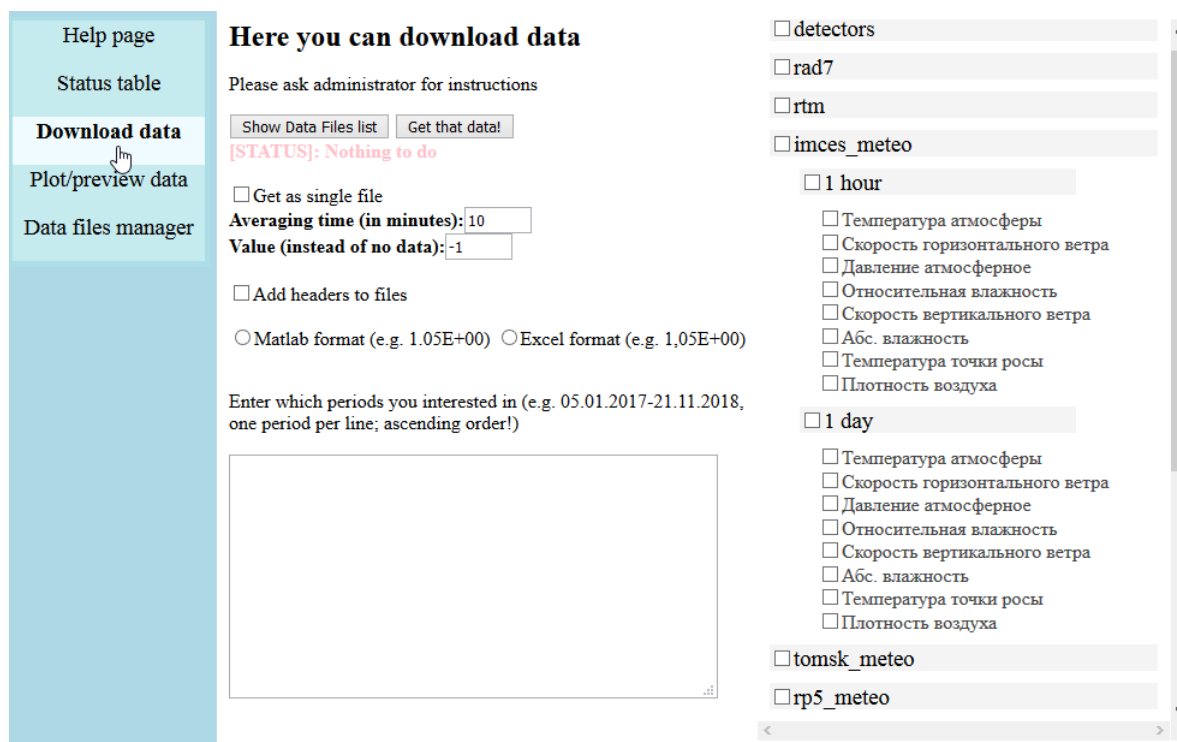 Help page
Status table
Download data
Plot/preview data
Data files manager
Here you can download data
Please ask administrator for instructions
Show Data Files list Get that data!
[STATUS]: Nothing to do
Get as single file
Averaging time (in minutes): 10
Value (instead of no data): -1
Add headers to files
Matlab format (e.g. 1.05E+00) Excel format (e.g. 1,05E+00)
Enter which periods you interested in (e.g. 05.01.2017-21.11.2018,
one period per line; ascending order!)
detectors
rad7
rtm
imces_meteo
1 hour
Температура атмосферы
Скорость горизонтального ветра
Давление атмосферное
Относительная влажность
Скорость вертикального ветра
Абс. влажность
Температура точки росы
Плотность воздуха
1 day
Температура атмосферы
Скорость горизонтального ветра
Давление атмосферное
Относительная влажность
Скорость вертикального ветра
Абс. влажность
Температура точки росы
Плотность воздуха
tomsk_meteo
rp5_meteo